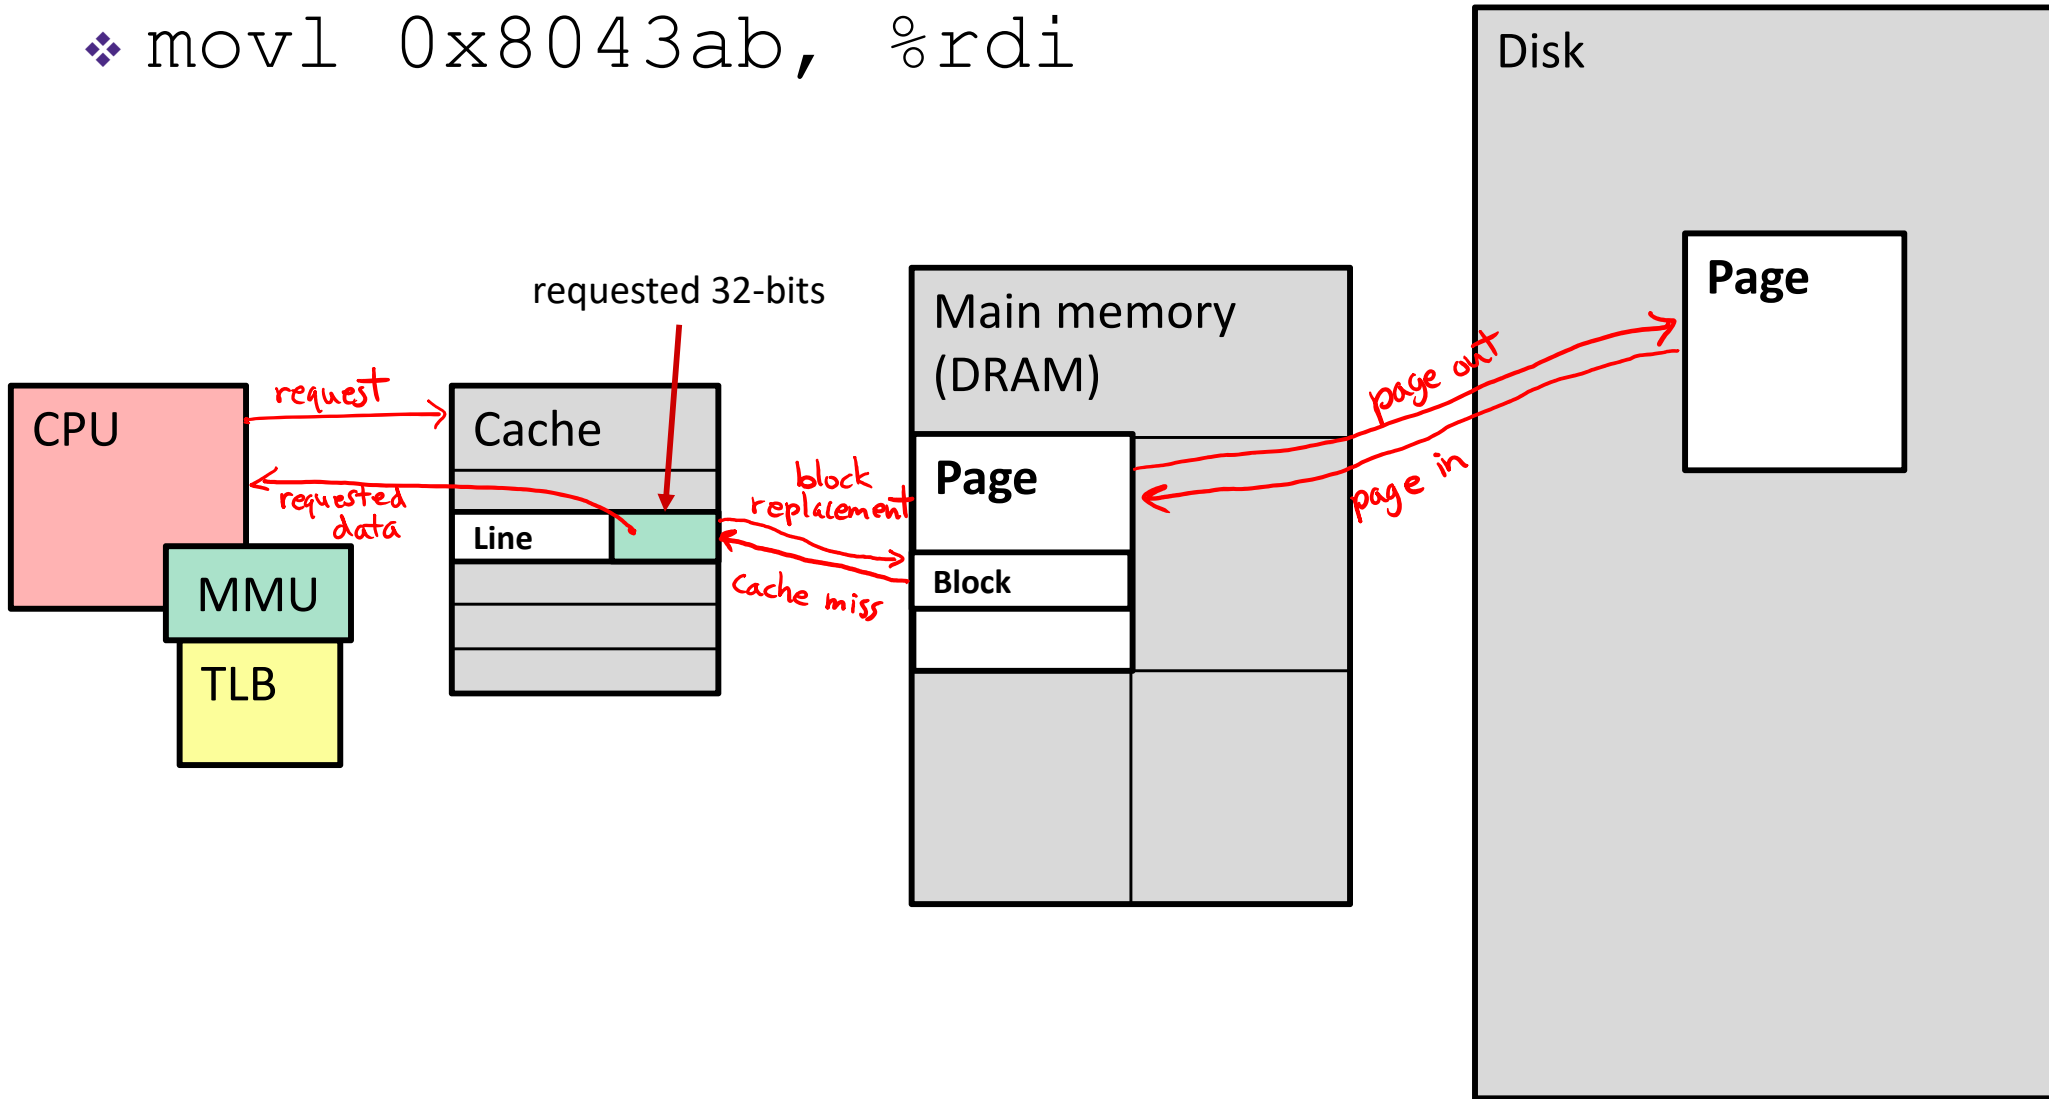 ❖ movl 0x8043ab, %rdi
Disk
Page
requested 32-bits
Main memory
(DRAM)
page out
page in
request
CPU
Cache
requested
data
block
replacement
Page
Line
cache miss
Block
MMU
TLB